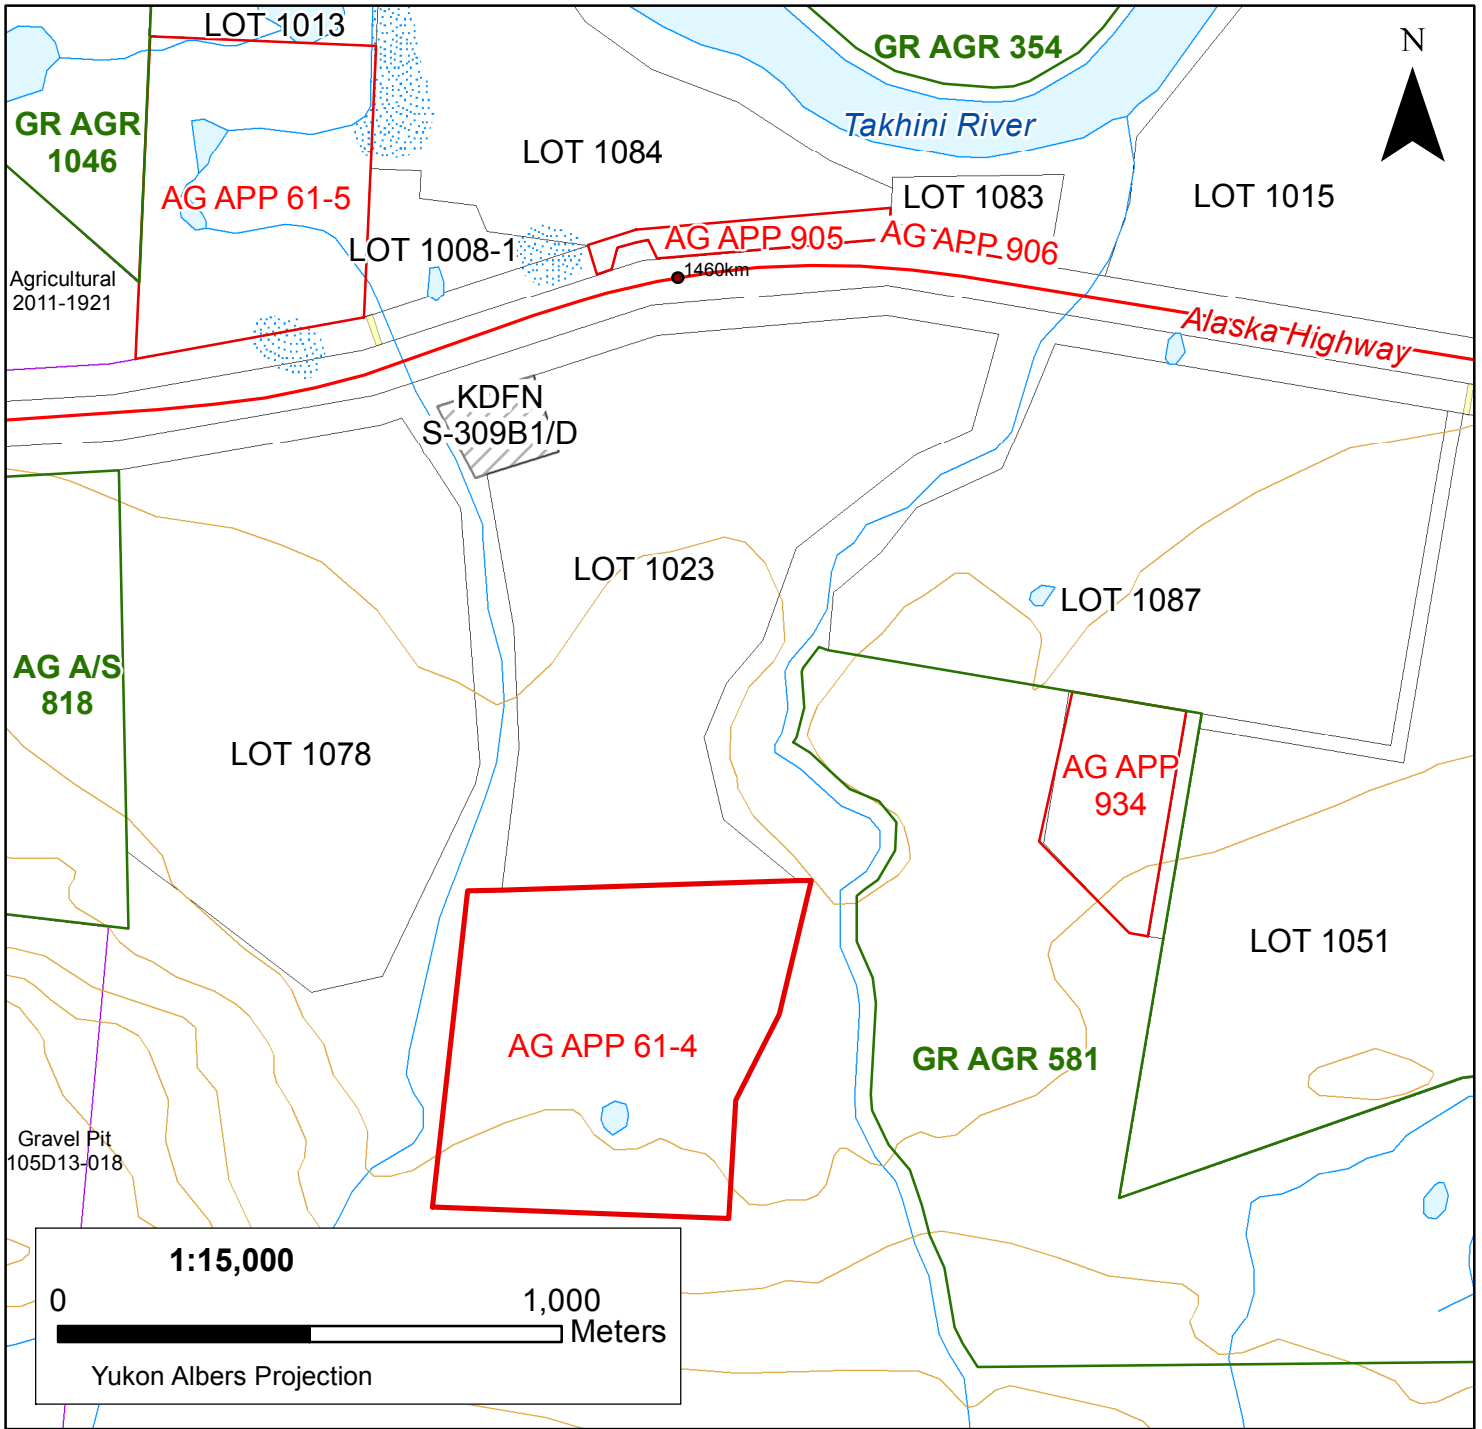 LOT 1013
GR AGR 354
N
GR AGR
1046
Takhini River
LOT 1084
AG APP 61-5
LOT 1083
LOT 1015
LOT 1008-1
AG APP 905
AG APP 906
1460km
Agricultural
2011-1921
Alaska Highway
KDFN
S-309B1/D
LOT 1023
LOT 1087
AG A/S
818
LOT 1078
AG APP
934
LOT 1051
AG APP 61-4
GR AGR 581
Gravel Pit
105D13-018
1:15,000
0
1,000
Meters
Yukon Albers Projection